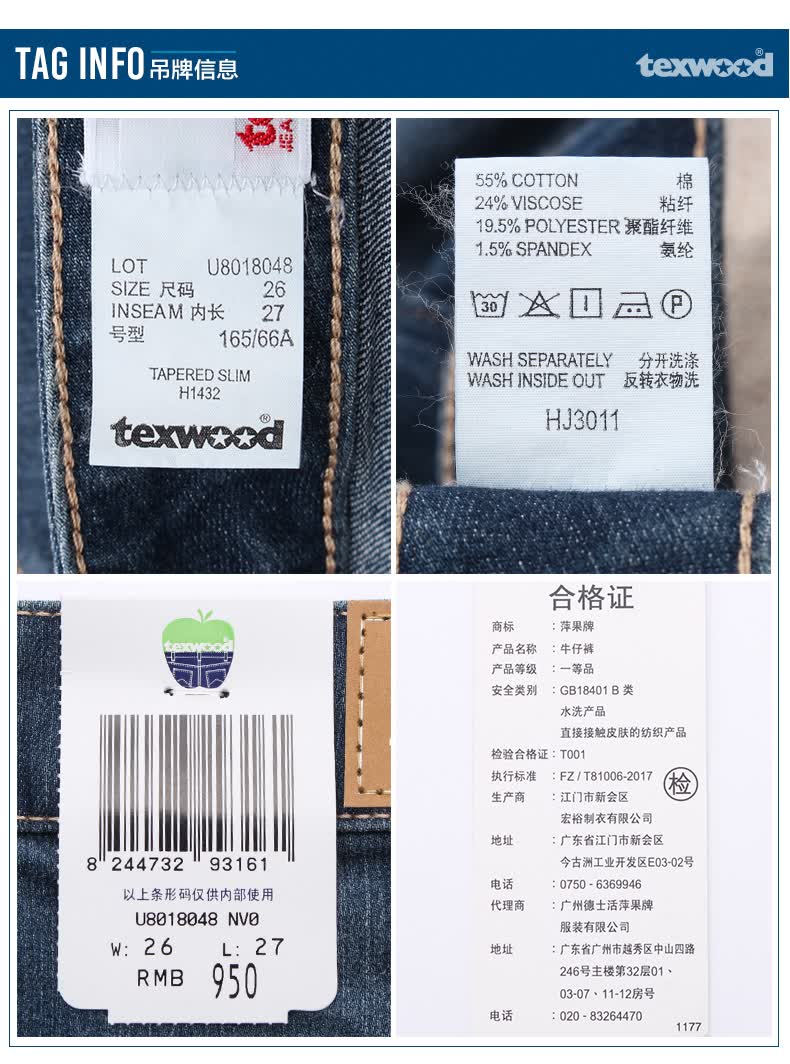 TAG INFO 吊牌信息
texwood®
LOT U8018048
SIZE 尺码 26
INSEAM 内长 27
号型 165/66A
TAPERED SLIM
H1432
texwood®
55% COTTON 棉
24% VISCOSE 粘纤
19.5% POLYESTER 聚酯纤维
1.5% SPANDEX 氨纶
30 P
WASH SEPARATELY 分开洗涤
WASH INSIDE OUT 反转衣物洗
HJ3011
texwood
8 244732 93161
以上条形码仅供内部使用
U8018048 NV0
W: 26 L: 27
RMB 950
合格证
商标 : 萍果牌
产品名称 : 牛仔裤
产品等级 : 一等品
安全类别 : GB18401 B 类
水洗产品
直接接触皮肤的纺织产品
检验合格证 : T001
执行标准 : FZ / T81006-2017
检
生产商 : 江门市新会区
宏裕制衣有限公司
地址 : 广东省江门市新会区
今古洲工业开发区E03-02号
电话 : 0750 - 6369946
代理商 : 广州德士活萍果牌
服装有限公司
地址 : 广东省广州市越秀区中山四路
246号主楼第32层01、
03-07、11-12房号
电话 : 020 - 83264470
1177